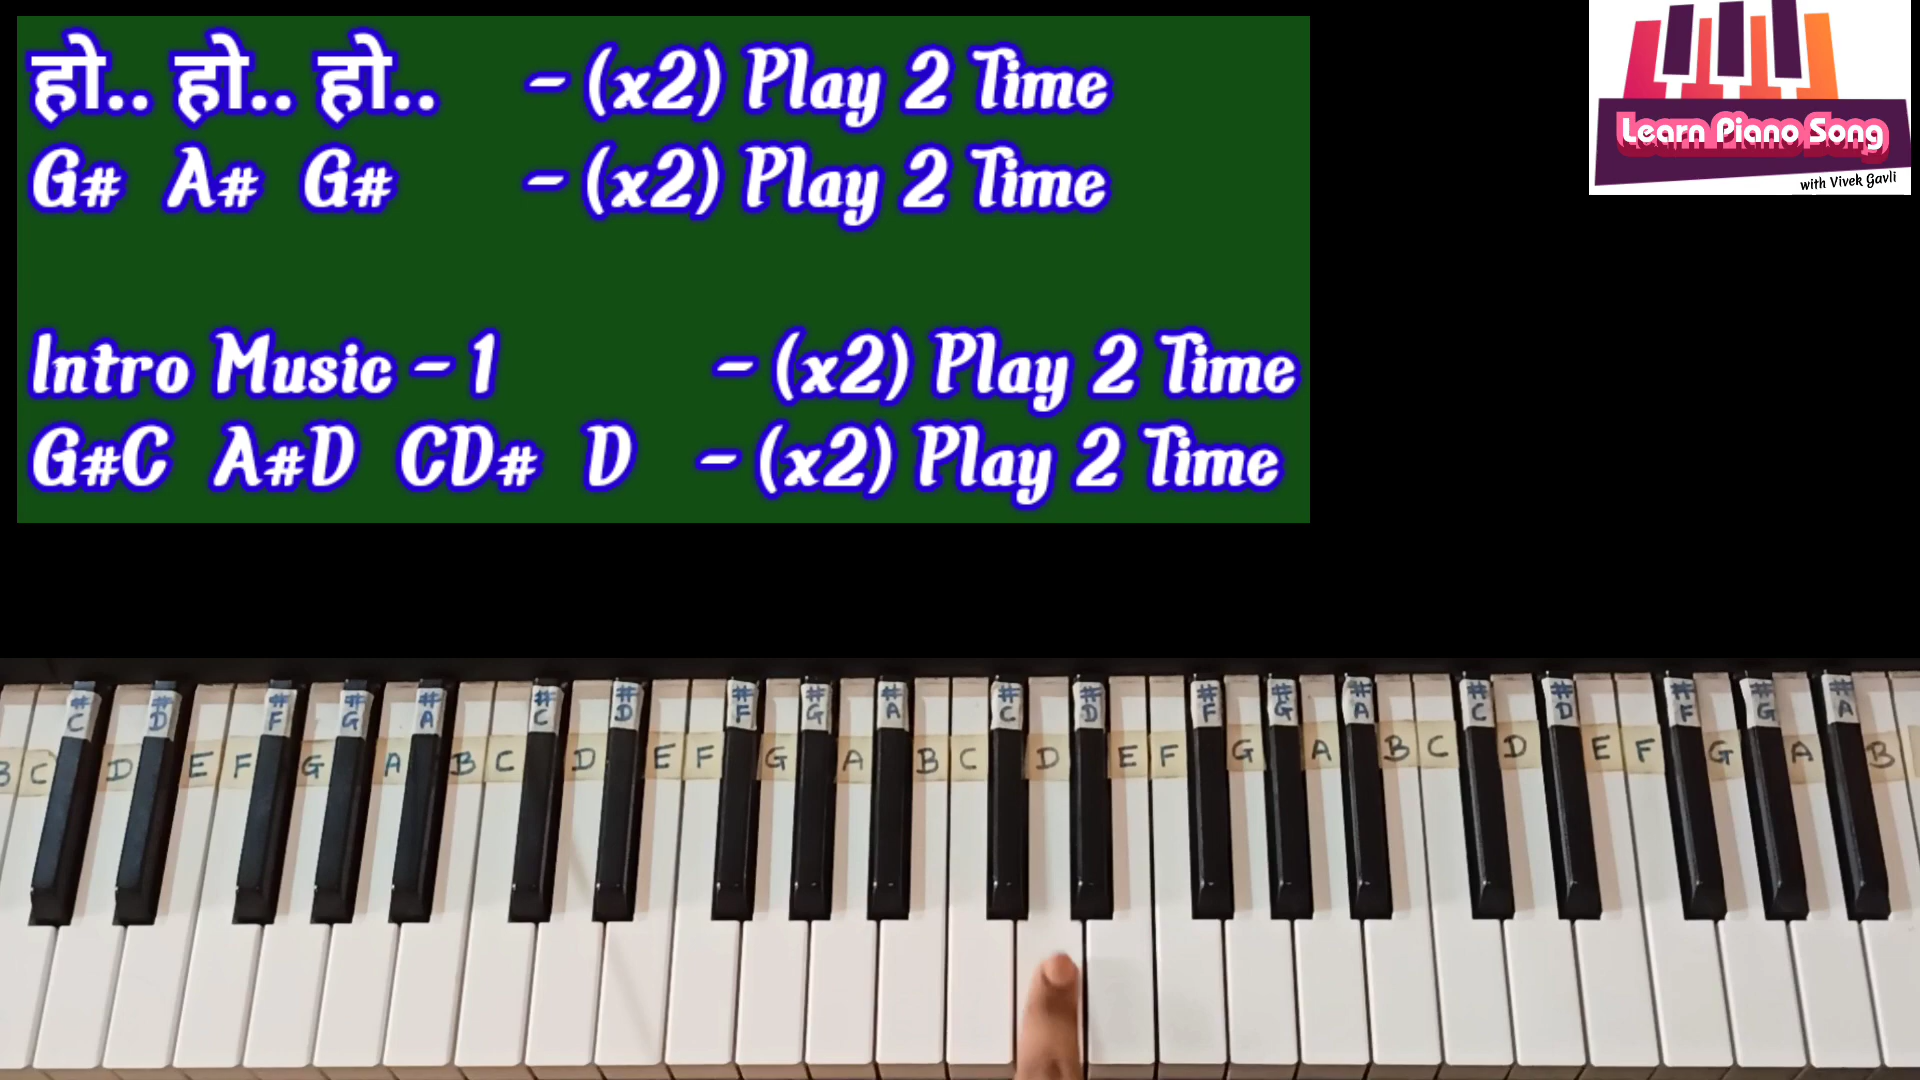 हो.. हो.. हो.. - (x2) Play 2 Time
G# A# G# - (x2) Play 2 Time
Intro Music - 1 - (x2) Play 2 Time
G#C A#D CD# D - (x2) Play 2 Time
Learn Piano Song
with Vivek Gavli
# C # D # F # G # A # C # D # F # G # A # C # D # F # G # A # C # D # F # G # A
B C D E F G A B C D E F G A B C D E F G A B C D E F G A B